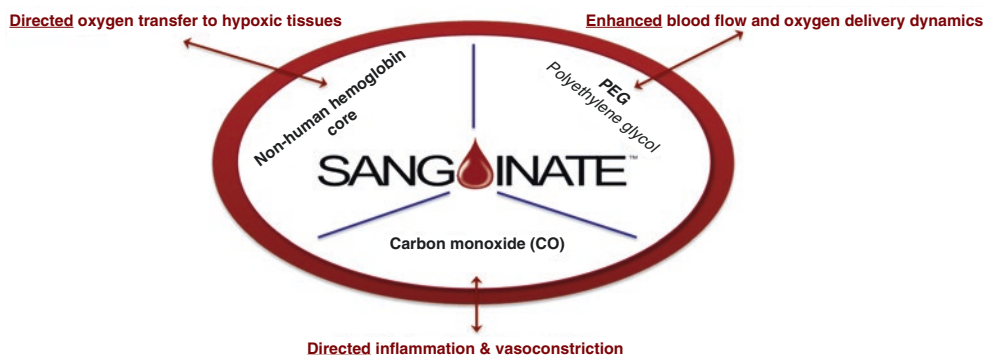 Directed oxygen transfer to hypoxic tissues
Enhanced blood flow and oxygen delivery dynamics
Non-human hemoglobin
core
PEG
Polyethylene glycol
SANGUINATE™
Carbon monoxide (CO)
Directed inflammation & vasoconstriction